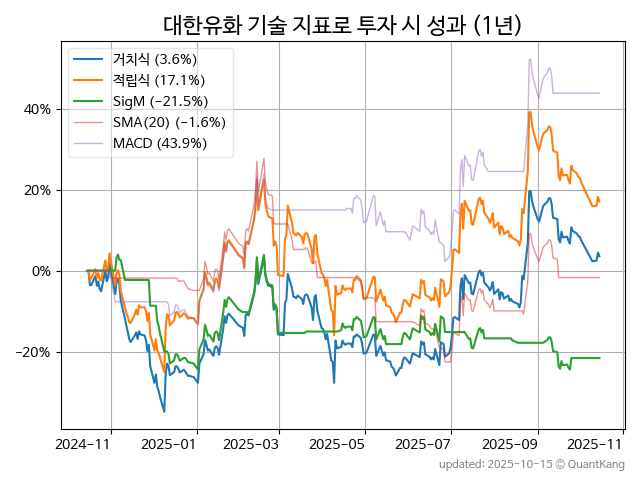 대한유화 기술 지표로 투자 시 성과 (1년)
거치식 (3.6%)
적립식 (17.1%)
SigM (−21.5%)
SMA(20) (−1.6%)
MACD (43.9%)
40%
20%
0%
−20%
2024-11 2025-01 2025-03 2025-05 2025-07 2025-09 2025-11
updated: 2025-10-15 © QuantKang